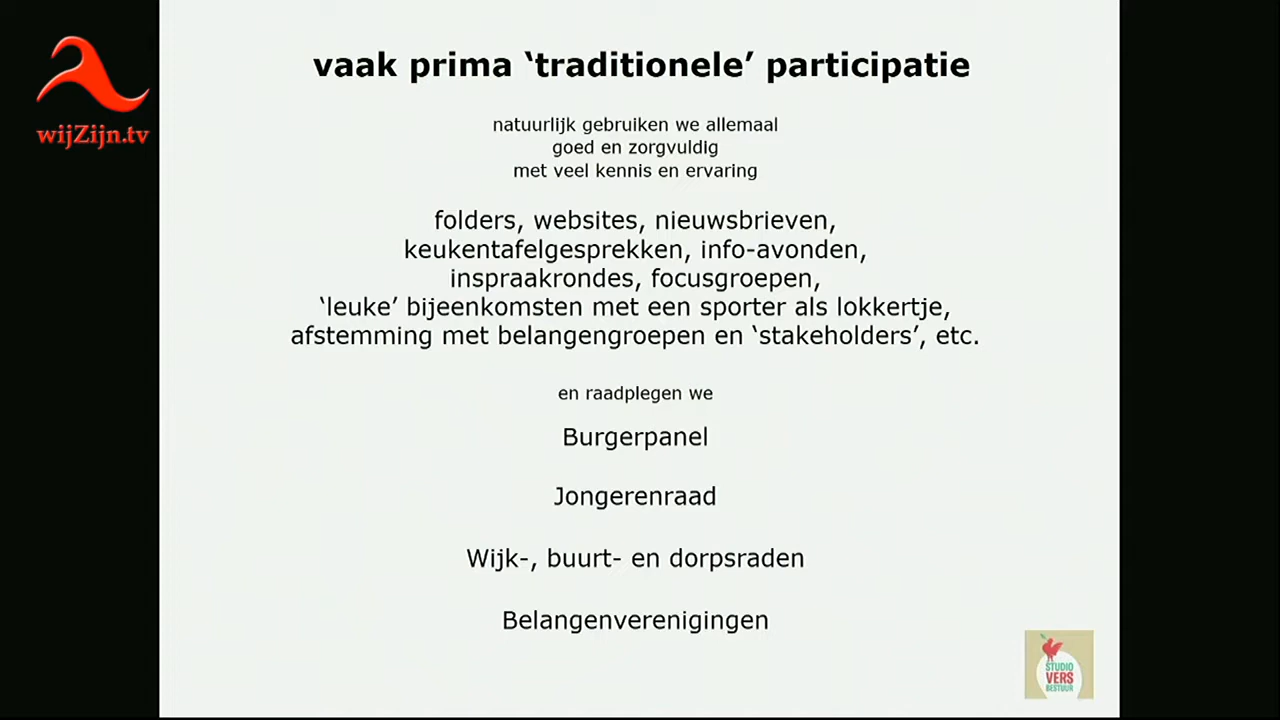 wijZijn.tv
vaak prima ‘traditionele’ participatie
natuurlijk gebruiken we allemaal
goed en zorgvuldig
met veel kennis en ervaring
folders, websites, nieuwsbrieven,
keukentafelgesprekken, info-avonden,
inspraakrondes, focusgroepen,
‘leuke’ bijeenkomsten met een sporter als lokkertje,
afstemming met belangengroepen en ‘stakeholders’, etc.
en raadplegen we
Burgerpanel
Jongerenraad
Wijk-, buurt- en dorpsraden
Belangenverenigingen
STUDIO
VERS
BESTUUR